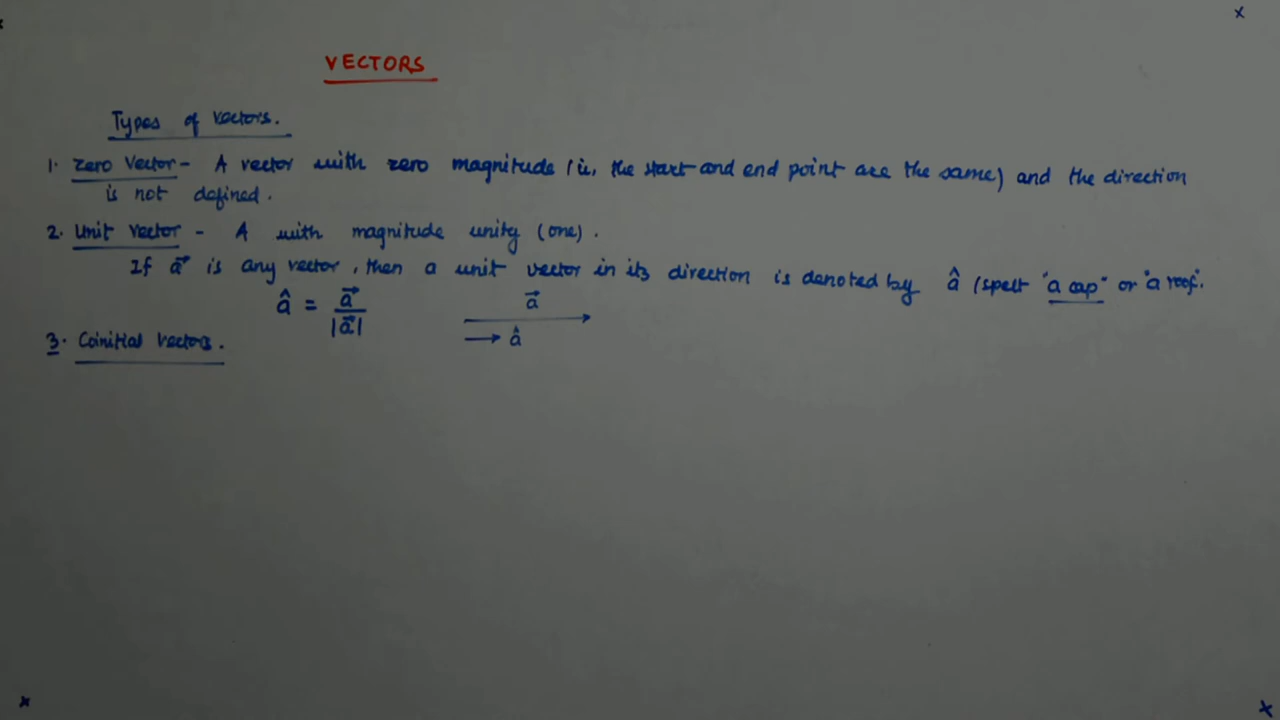 VECTORS
Types of Vectors.
1. Zero Vector - A vector with zero magnitude (ie, the start and end point are the same) and the direction
is not defined.
2. Unit Vector - A with magnitude unity (one).
If a⃗ is any vector, then a unit vector in its direction is denoted by â (spelt "a cap" or "a roof".
â = a⃗ / |a⃗|
a⃗
â
3. Coinitial Vectors.